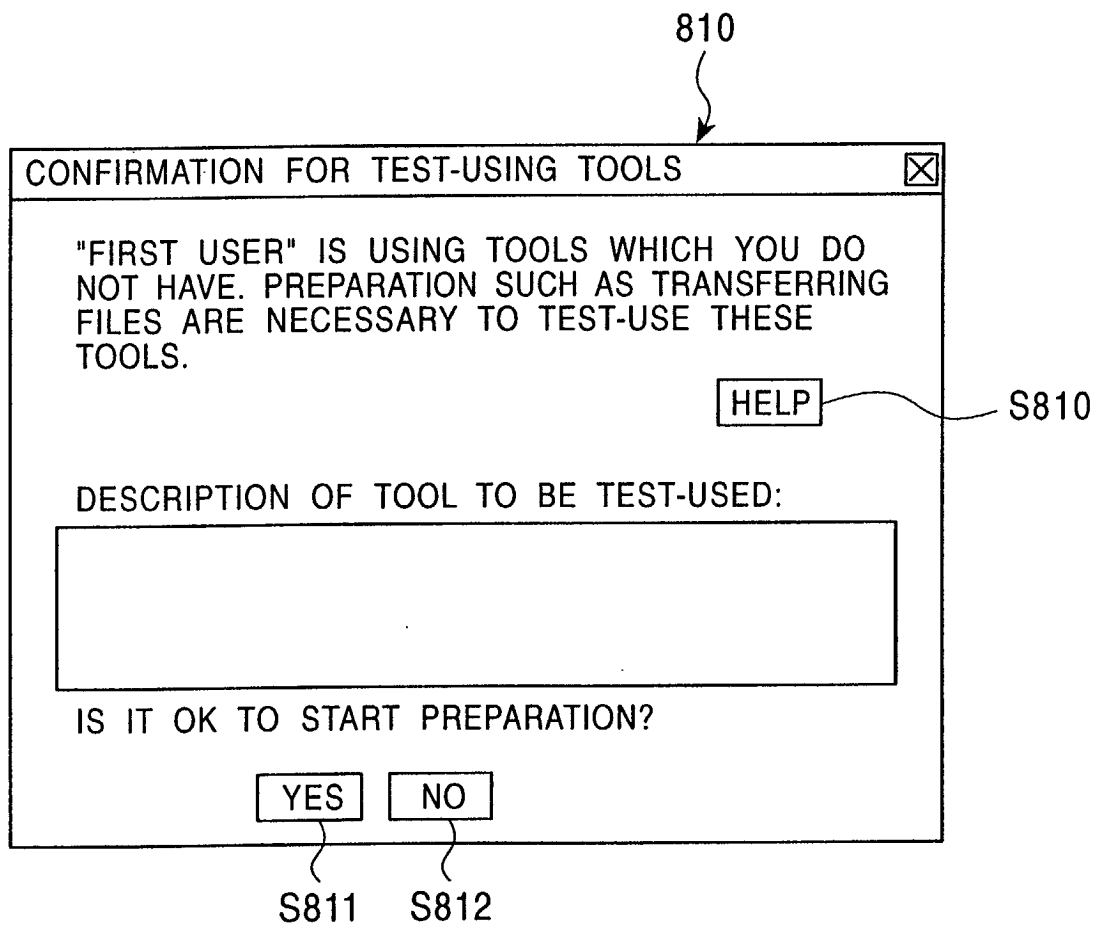 810
CONFIRMATION FOR TEST-USING TOOLS
"FIRST USER" IS USING TOOLS WHICH YOU DO
NOT HAVE. PREPARATION SUCH AS TRANSFERRING
FILES ARE NECESSARY TO TEST-USE THESE
TOOLS.
HELP
S810
DESCRIPTION OF TOOL TO BE TEST-USED:
IS IT OK TO START PREPARATION?
YES NO
S811 S812